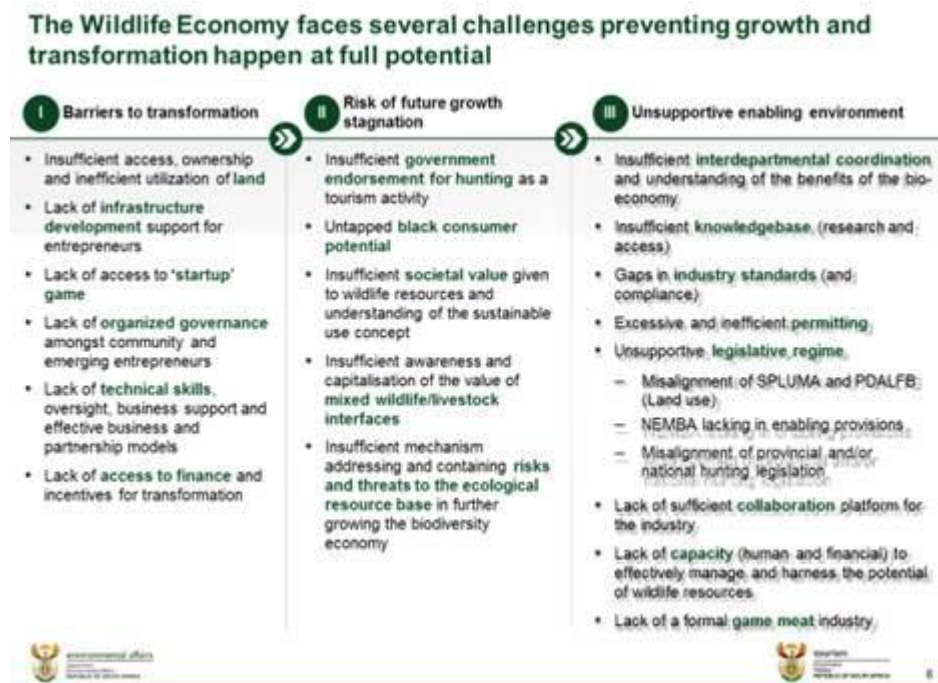 The Wildlife Economy faces several challenges preventing growth and
transformation happen at full potential
I
Barriers to transformation
• Insufficient access, ownership
and inefficient utilization of land
• Lack of infrastructure
development support for
entrepreneurs
• Lack of access to 'startup'
game
• Lack of organized governance
amongst community and
emerging entrepreneurs
• Lack of technical skills,
oversight, business support and
effective business and
partnership models
• Lack of access to finance and
incentives for transformation
II
Risk of future growth
stagnation
• Insufficient government
endorsement for hunting as a
tourism activity
• Untapped black consumer
potential
• Insufficient societal value given
to wildlife resources and
understanding of the sustainable
use concept
• Insufficient awareness and
capitalisation of the value of
mixed wildlife/livestock
interfaces
• Insufficient mechanism
addressing and containing risks
and threats to the ecological
resource base in further
growing the biodiversity
economy
III
Unsupportive enabling environment
• Insufficient interdepartmental coordination
and understanding of the benefits of the bio-
economy
• Insufficient knowledgebase, (research and
access)
• Gaps in industry standards (and
compliance)
• Excessive and inefficient permitting
• Unsupportive legislative regime
– Misalignment of SPLUMA and PDALFB
(Land use)
– NEMBA lacking in enabling provisions
– Misalignment of provincial and/or
national hunting legislation
• Lack of sufficient collaboration platform for
the industry
• Lack of capacity (human and financial) to
effectively manage and harness the potential
of wildlife resources
• Lack of a formal game meat industry
environmental affairs
REPUBLIC OF SOUTH AFRICA
tourism
REPUBLIC OF SOUTH AFRICA